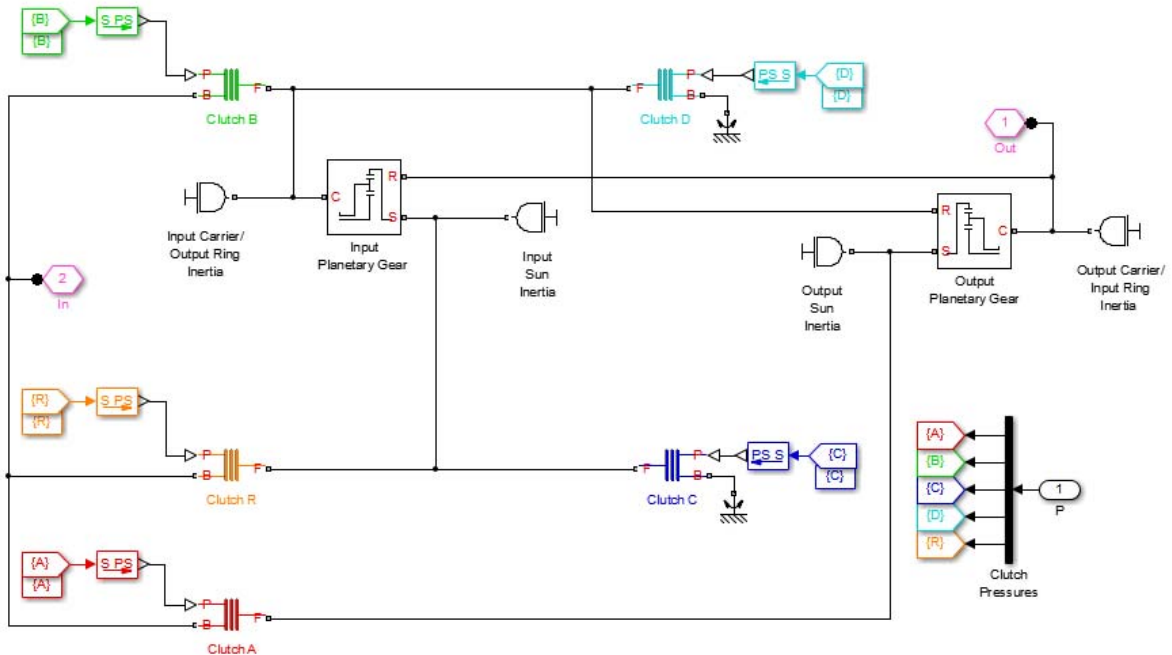 {B}
{B}
S PS
P
B
F
Clutch B
F
P
B
Clutch D
PS S
{D}
{D}
1
Out
C
R
S
Input Carrier/
Output Ring
Inertia
Input
Planetary Gear
Input
Sun
Inertia
R
S
C
Output
Sun
Inertia
Output
Planetary Gear
Output Carrier/
Input Ring
Inertia
2
In
{R}
{R}
S PS
P
B
F
Clutch R
F
P
B
Clutch C
PS S
{C}
{C}
{A}
{B}
{C}
{D}
{R}
1
P
Clutch
Pressures
{A}
{A}
S PS
P
B
F
Clutch A